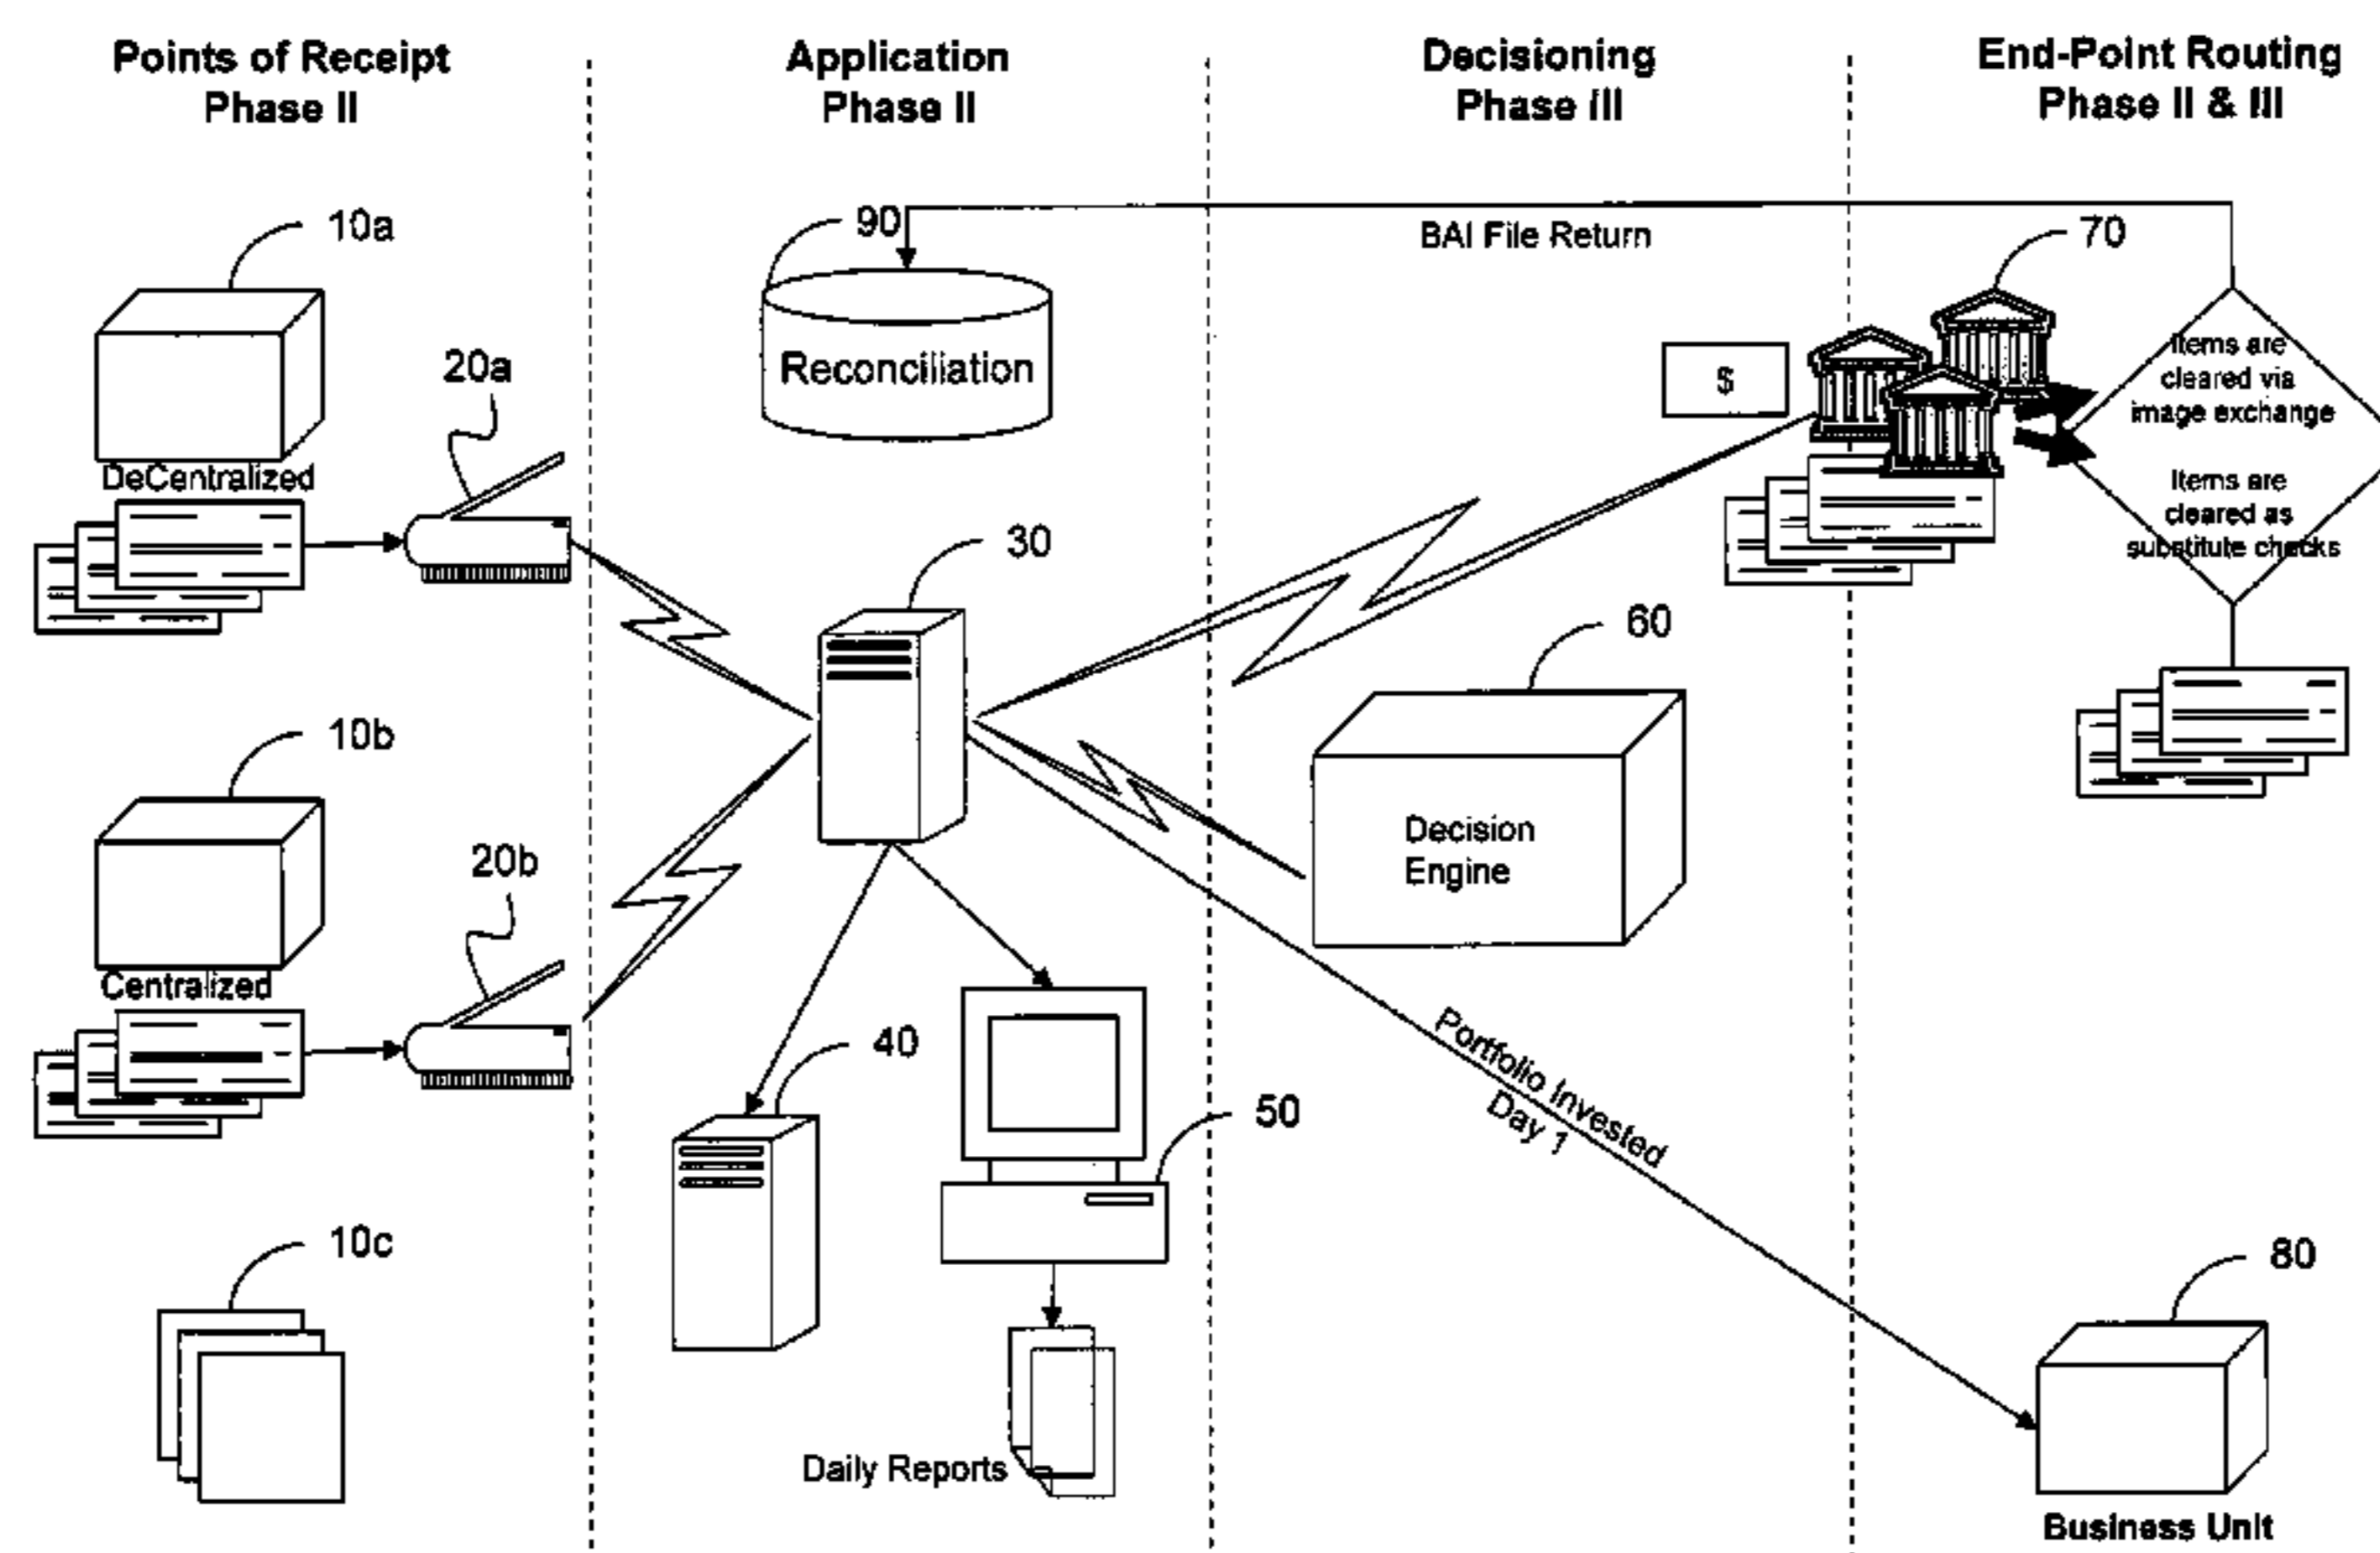 Points of Receipt
Phase II
Application
Phase II
Decisioning
Phase III
End-Point Routing
Phase II & III
10a
90
BAI File Return
70
DeCentralized
20a
Reconciliation
$
Items are
cleared via
image exchange
Items are
cleared as
substitute checks
30
60
10b
Decision
Engine
20b
Centralized
40
50
Portfolio Invested
Day 1
10c
80
Daily Reports
Business Unit